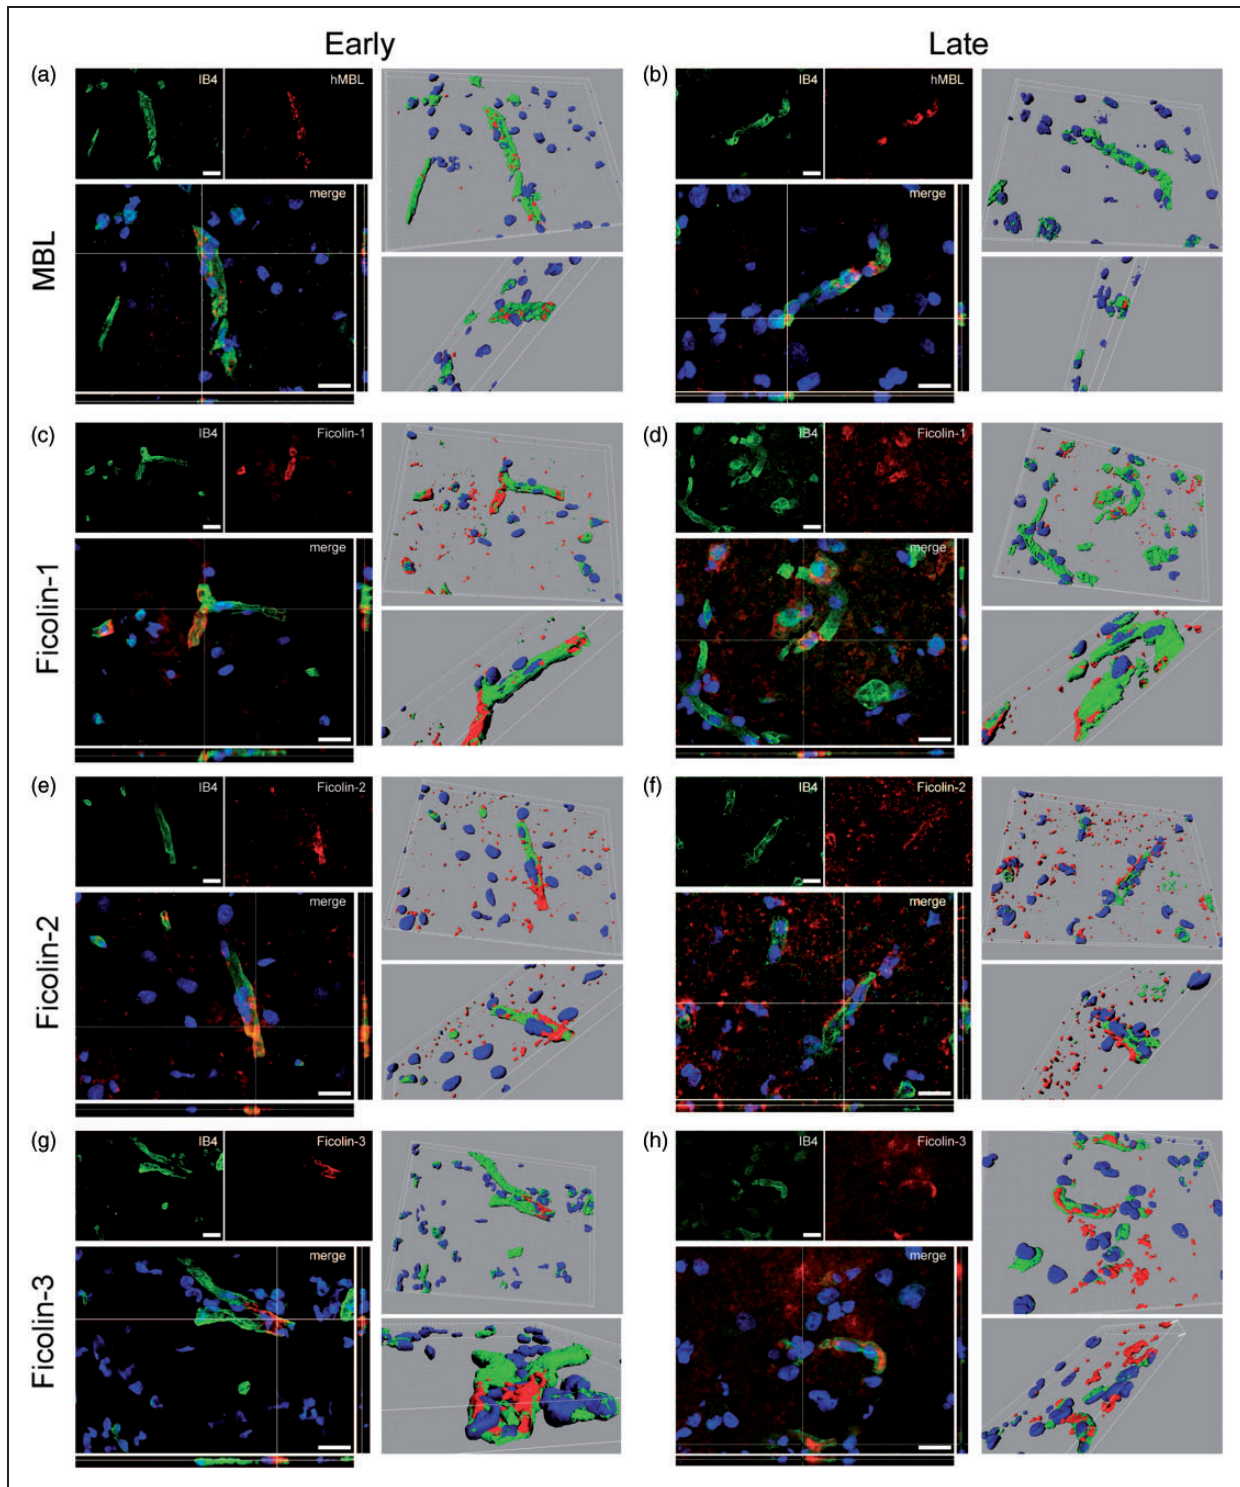 Early
Late
MBL
(a)
IB4
hMBL
merge
(b)
IB4
hMBL
merge
Ficolin-1
(c)
IB4
Ficolin-1
merge
(d)
IB4
Ficolin-1
merge
Ficolin-2
(e)
IB4
Ficolin-2
merge
(f)
IB4
Ficolin-2
merge
Ficolin-3
(g)
IB4
Ficolin-3
merge
(h)
IB4
Ficolin-3
merge